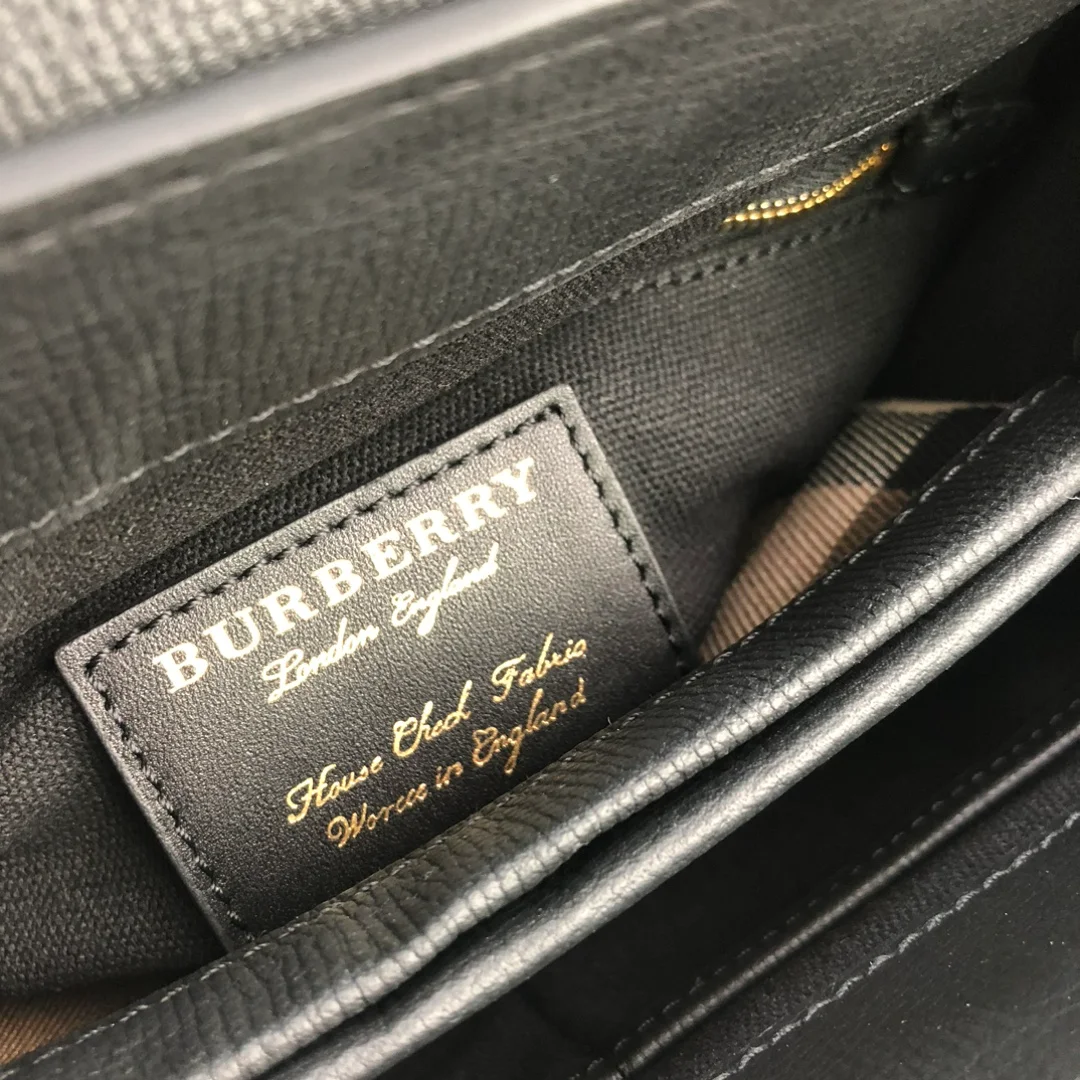 BURBERRY
London England
House Check Fabric
Woven in England